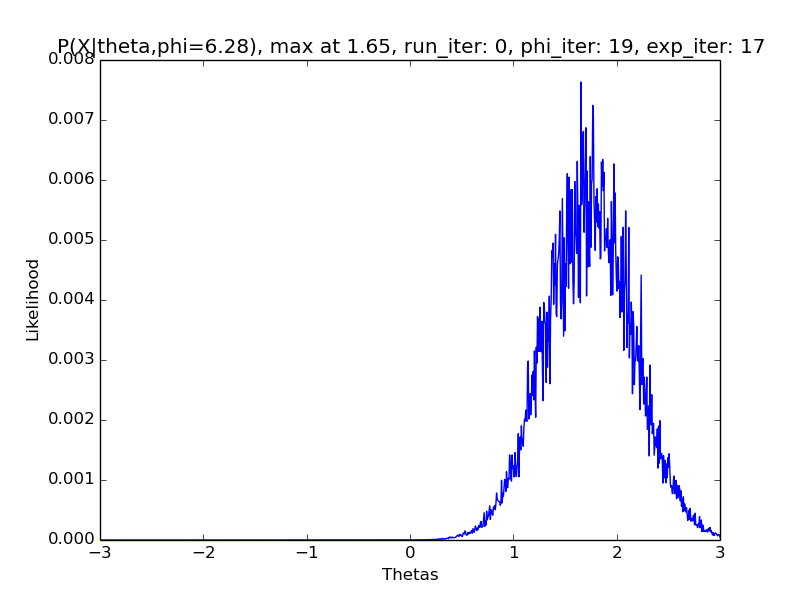 P(X|theta,phi=6.28), max at 1.65, run_iter: 0, phi_iter: 19, exp_iter: 17
0.008
0.007
0.006
0.005
0.004
0.003
0.002
0.001
0.000
Likelihood
−3 −2 −1 0 1 2 3
Thetas